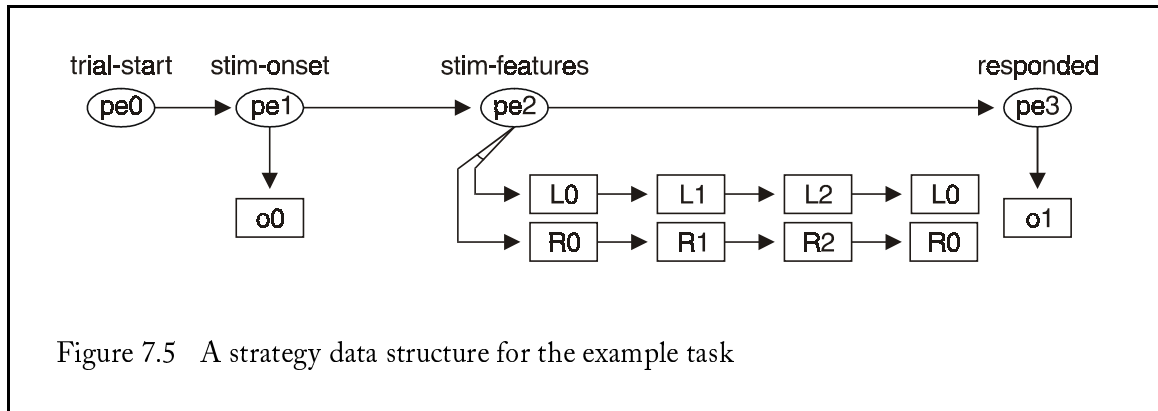 trial-start stim-onset stim-features responded
pe0 pe1 pe2 pe3
L0 L1 L2 L0
o0 o1
R0 R1 R2 R0
Figure 7.5 A strategy data structure for the example task